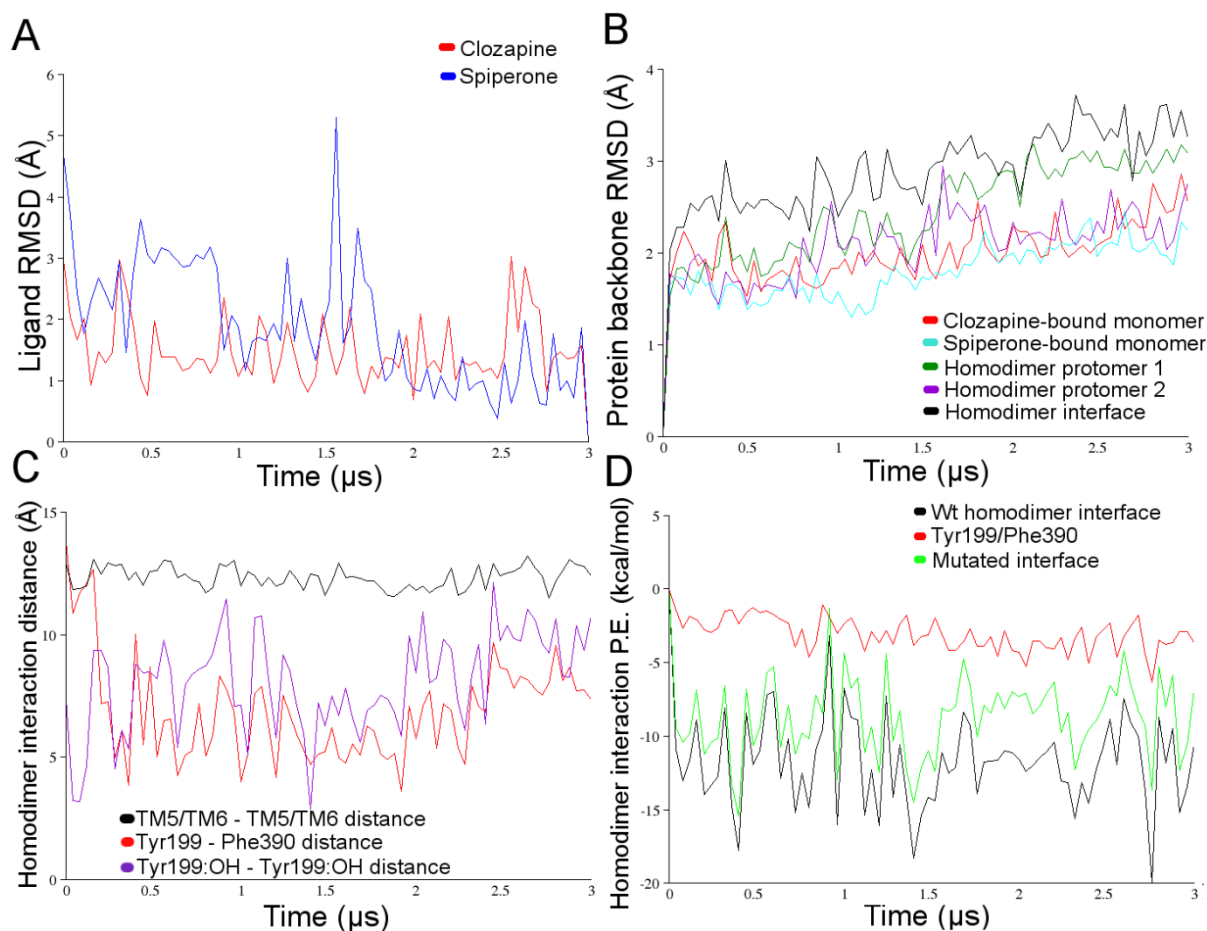 A
Clozapine
Spiperone
Ligand RMSD (Å)
6
5
4
3
2
1
0
0
0.5
1
1.5
2
2.5
3
Time (µs)
B
Protein backbone RMSD (Å)
4
3
2
1
0
Clozapine-bound monomer
Spiperone-bound monomer
Homodimer protomer 1
Homodimer protomer 2
Homodimer interface
0
0.5
1
1.5
2
2.5
3
Time (µs)
C
Homodimer interaction distance (Å)
15
10
5
0
TM5/TM6 - TM5/TM6 distance
Tyr199 - Phe390 distance
Tyr199:OH - Tyr199:OH distance
0
0.5
1
1.5
2
2.5
3
Time (µs)
D
Homodimer interaction P.E. (kcal/mol)
Wt homodimer interface
Tyr199/Phe390
Mutated interface
5
0
-5
-10
-15
-20
0
0.5
1
1.5
2
2.5
3
Time (µs)